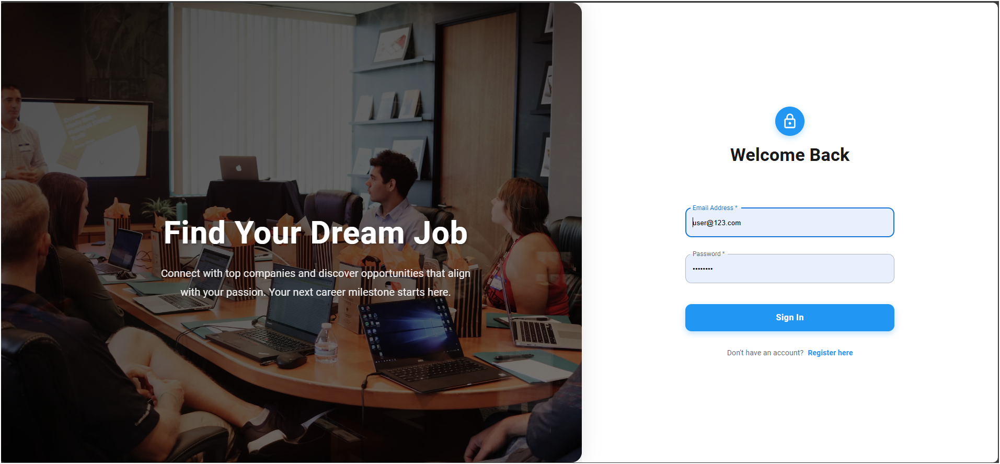 Find Your Dream Job
Connect with top companies and discover opportunities that align
with your passion. Your next career milestone starts here.
Welcome Back
Email Address *
user@123.com
Password *
••••••••
Sign In
Don't have an account? Register here